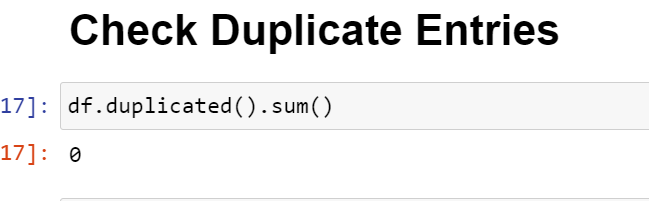 Check Duplicate Entries
17]: df.duplicated().sum()
17]: 0